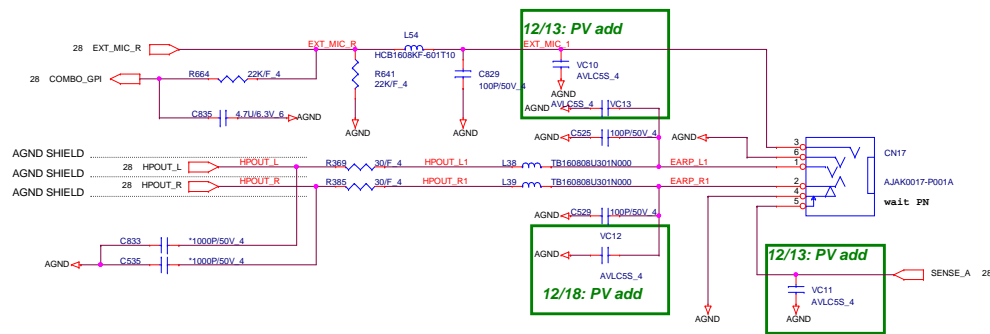 12/13: PV add
28 EXT_MIC_R
EXT_MIC_R
L54
HCB1608KF-601T10
EXT_MIC_1
28 COMBO_GPI
R664
22K/F_4
R641
22K/F_4
C829
100P/50V_4
VC10
AVLC5S_4
C835
4.7U/6.3V_6
AGND
AGND
AGND
AGND
AVLC5S_4
VC13
AGND
C525
100P/50V_4
AGND
AGND
AGND SHIELD
28 HPOUT_L
HPOUT_L
R369
30/F_4
HPOUT_L1
L38
TB160808U301N000
EARP_L1
AGND SHIELD
28 HPOUT_R
HPOUT_R
R385
30/F_4
HPOUT_R1
L39
TB160808U301N000
EARP_R1
AGND SHIELD
3
6
1
2
4
5
CN17
AJAK0017-P001A
wait PN
AGND
C529
100P/50V_4
C833
*1000P/50V_4
AGND
C535
*1000P/50V_4
VC12
AGND
AVLC5S_4
12/18: PV add
12/13: PV add
SENSE_A 28
VC11
AVLC5S_4
AGND
AGND